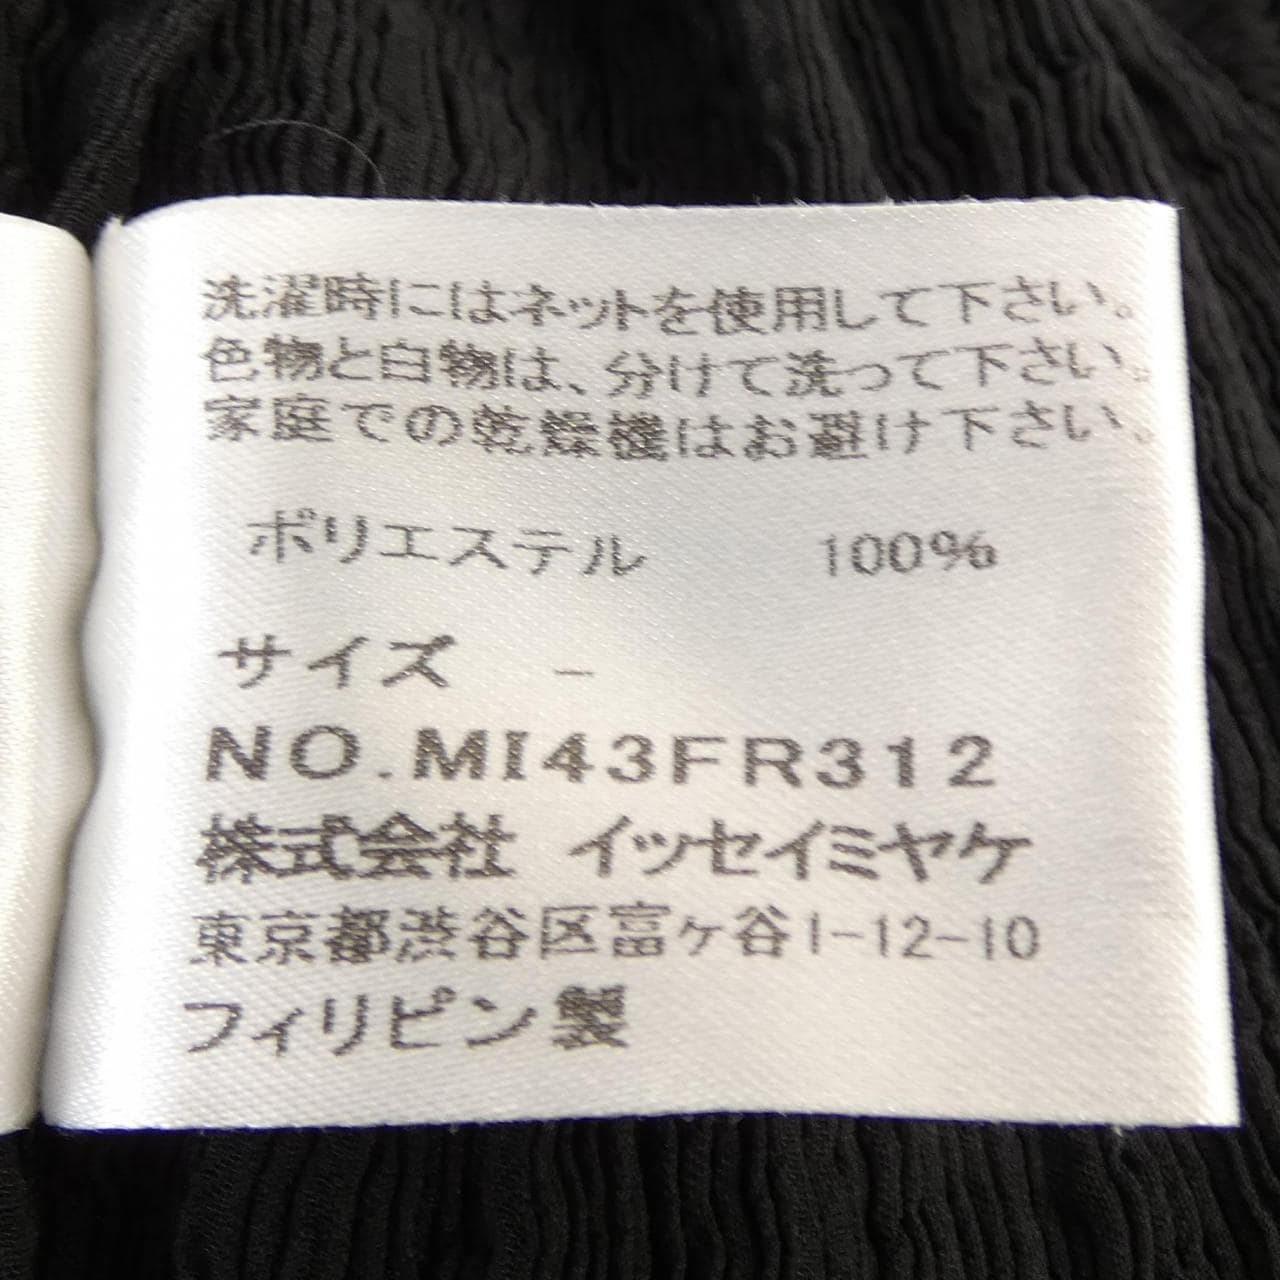 洗濯時にはネットを使用して下さい。
色物と白物は、分けて洗って下さい。
家庭での乾燥機はお避け下さい。
ポリエステル 100%
サイズ -
NO.MI43FR312
株式会社 イッセイミヤケ
東京都渋谷区富ヶ谷1-12-10
フィリピン製